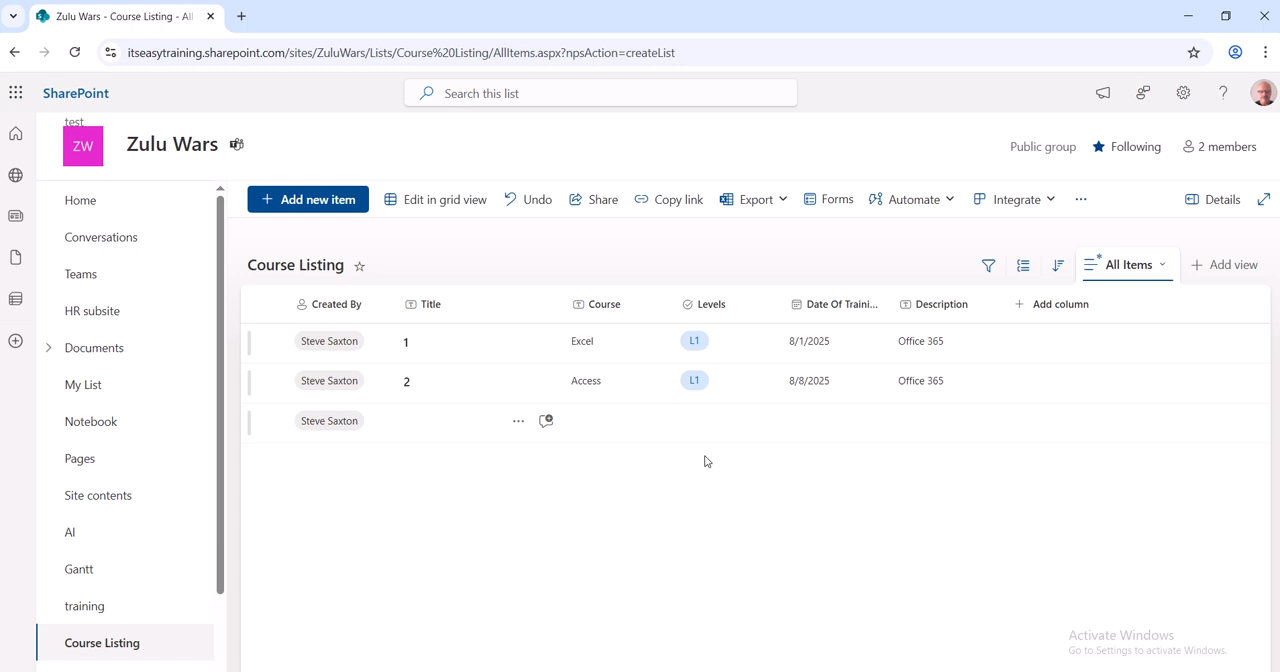 Zulu Wars - Course Listing - All
itseasytraining.sharepoint.com/sites/ZuluWars/Lists/Course%20Listing/AllItems.aspx?npsAction=createList
SharePoint
Search this list
test
ZW
Zulu Wars
Public group
Following
2 members
Home
Conversations
Teams
HR subsite
Documents
My List
Notebook
Pages
Site contents
AI
Gantt
training
Course Listing
+ Add new item
Edit in grid view
Undo
Share
Copy link
Export
Forms
Automate
Integrate
...
Details
Course Listing
All Items
+ Add view
Created By Title Course Levels Date Of Traini... Description + Add column
Steve Saxton 1 Excel L1 8/1/2025 Office 365
Steve Saxton 2 Access L1 8/8/2025 Office 365
Steve Saxton ...
Activate Windows
Go to Settings to activate Windows.